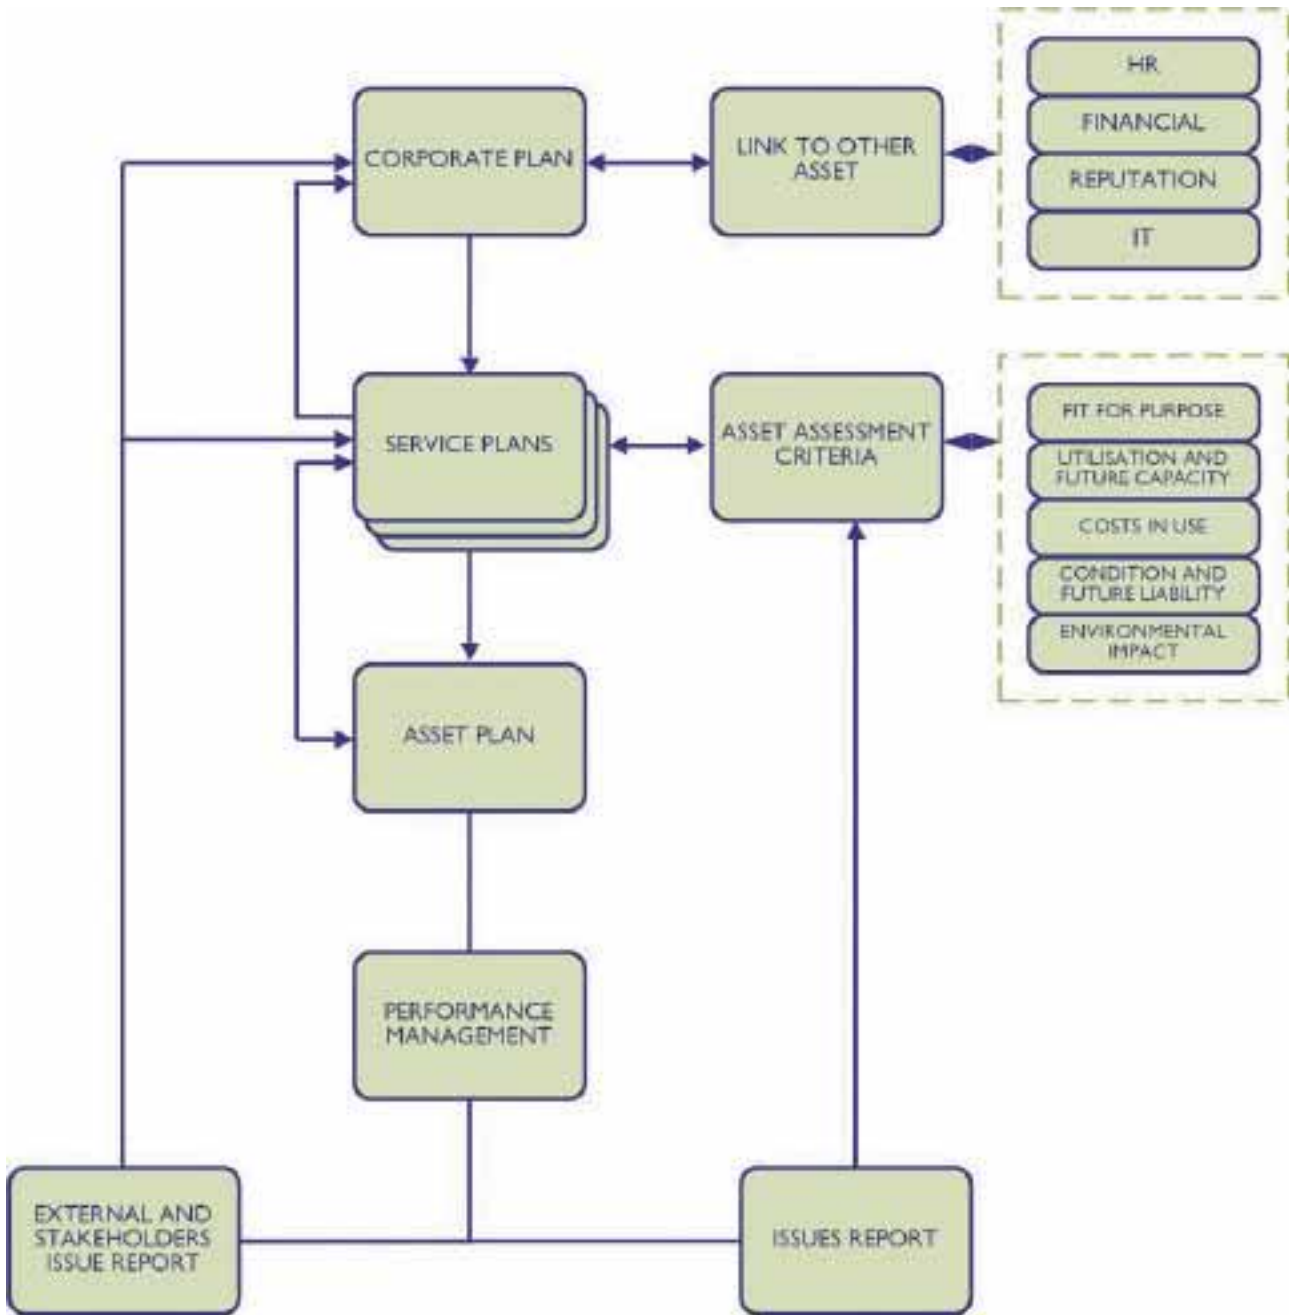 HR
FINANCIAL
REPUTATION
IT
CORPORATE PLAN
LINK TO OTHER
ASSET
SERVICE PLANS
ASSET ASSESSMENT
CRITERIA
FIT FOR PURPOSE
UTILISATION AND
FUTURE CAPACITY
COSTS IN USE
CONDITION AND
FUTURE LIABILITY
ENVIRONMENTAL
IMPACT
ASSET PLAN
PERFORMANCE
MANAGEMENT
EXTERNAL AND
STAKEHOLDERS
ISSUE REPORT
ISSUES REPORT